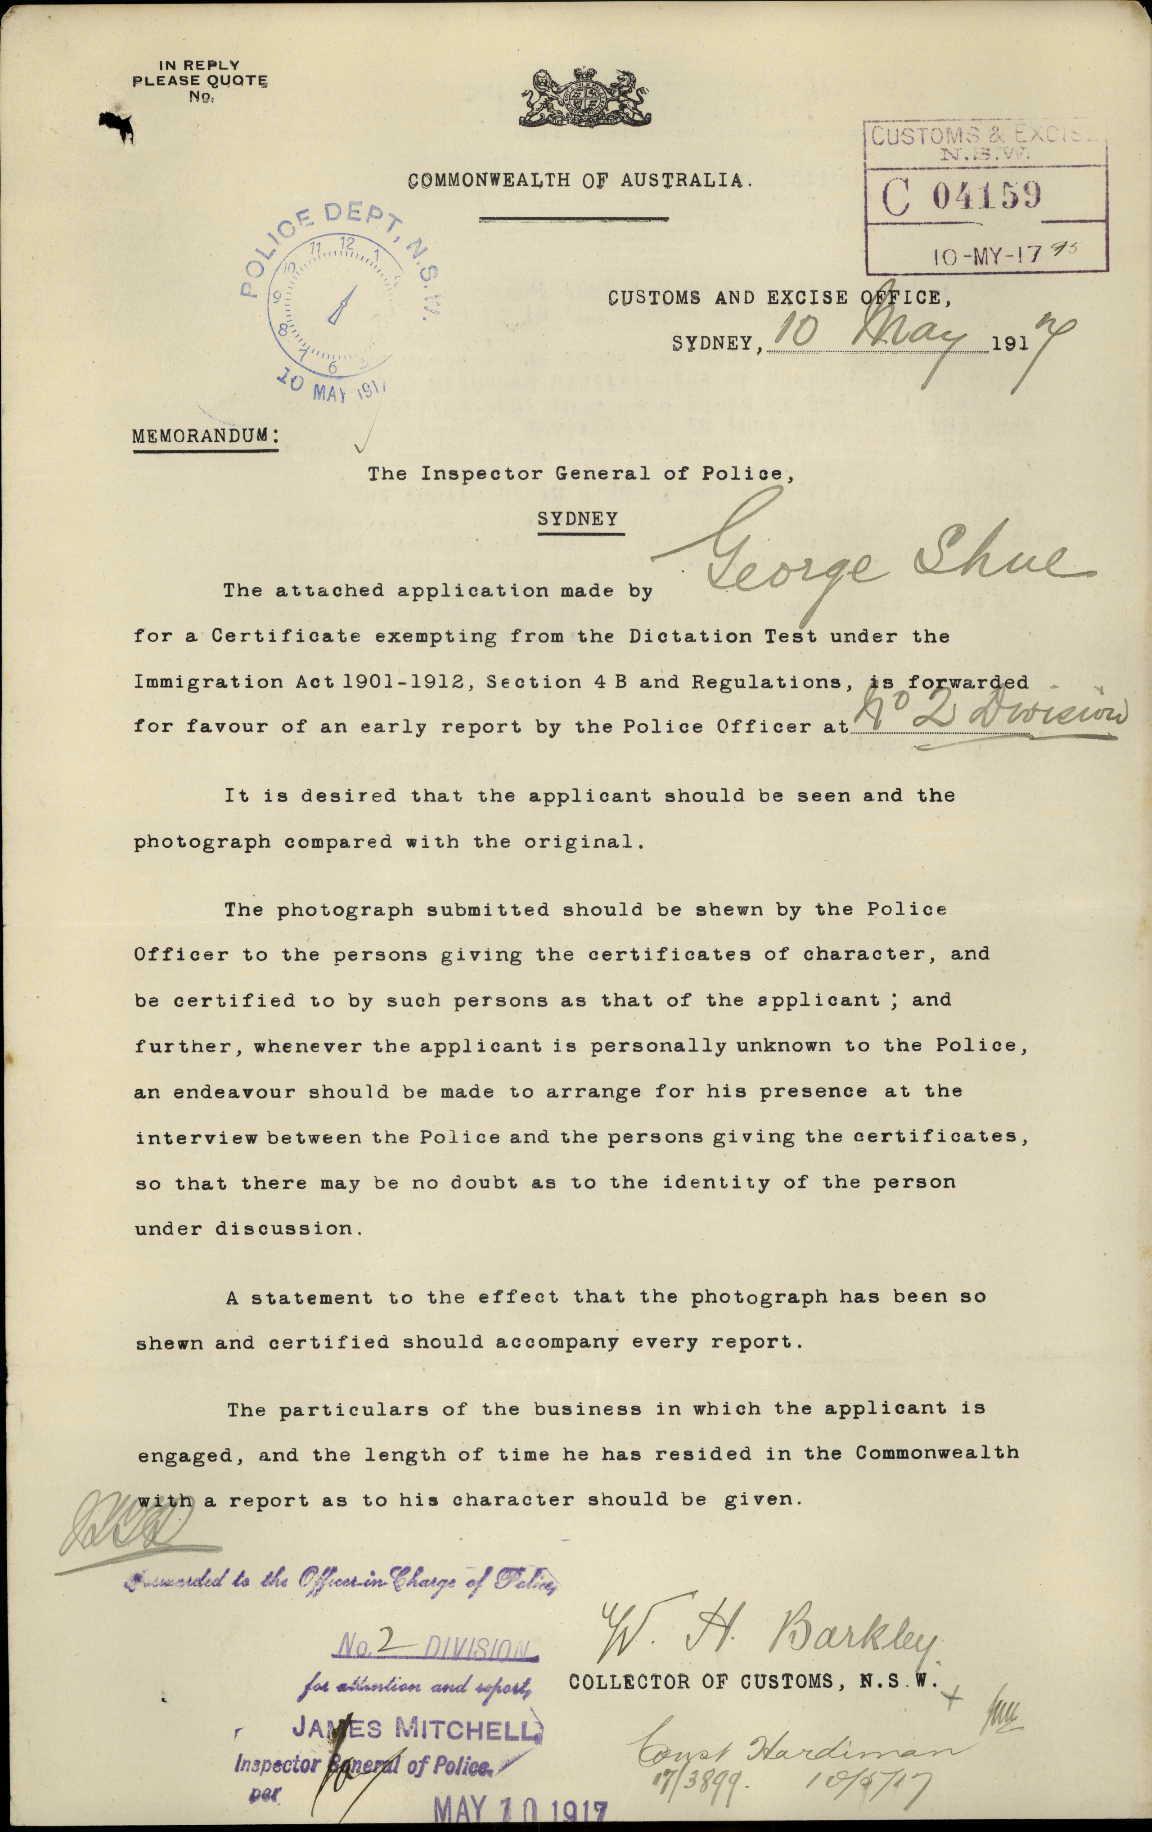 IN REPLY
PLEASE QUOTE
No.
COMMONWEALTH OF AUSTRALIA.
CUSTOMS & EXCISE
N.S.W.
C 04159
10-MY-17
POLICE DEPT, N.S.W.
11 12 1
10
9
8
7 6
10 MAY 1917
CUSTOMS AND EXCISE OFFICE,
SYDNEY, 10 May 1917
MEMORANDUM:
The Inspector General of Police,
SYDNEY
The attached application made by George Shue
for a Certificate exempting from the Dictation Test under the
Immigration Act 1901-1912, Section 4 B and Regulations, is forwarded
for favour of an early report by the Police Officer at No 2 Division
It is desired that the applicant should be seen and the
photograph compared with the original.
The photograph submitted should be shewn by the Police
Officer to the persons giving the certificates of character, and
be certified to by such persons as that of the applicant; and
further, whenever the applicant is personally unknown to the Police,
an endeavour should be made to arrange for his presence at the
interview between the Police and the persons giving the certificates,
so that there may be no doubt as to the identity of the person
under discussion.
A statement to the effect that the photograph has been so
shewn and certified should accompany every report.
The particulars of the business in which the applicant is
engaged, and the length of time he has resided in the Commonwealth
with a report as to his character should be given.
Forwarded to the Officer-in-Charge of Police,
No. 2 DIVISION
for attention and report,
JAMES MITCHELL
Inspector General of Police.
per
MAY 10 1917
W. H. Barkley
COLLECTOR OF CUSTOMS, N.S.W.
Const Hardiman
17/3899. 10/5/17